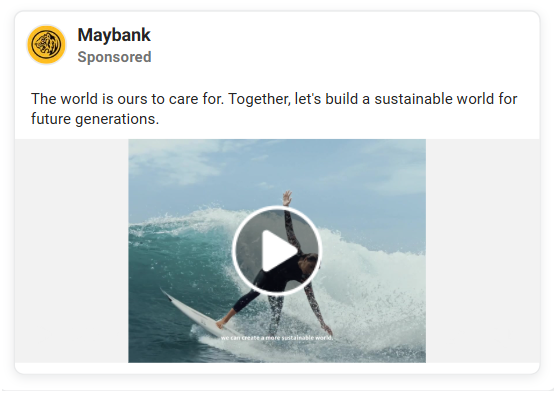 Maybank
Sponsored
The world is ours to care for. Together, let's build a sustainable world for
future generations.
we can create a more sustainable world.